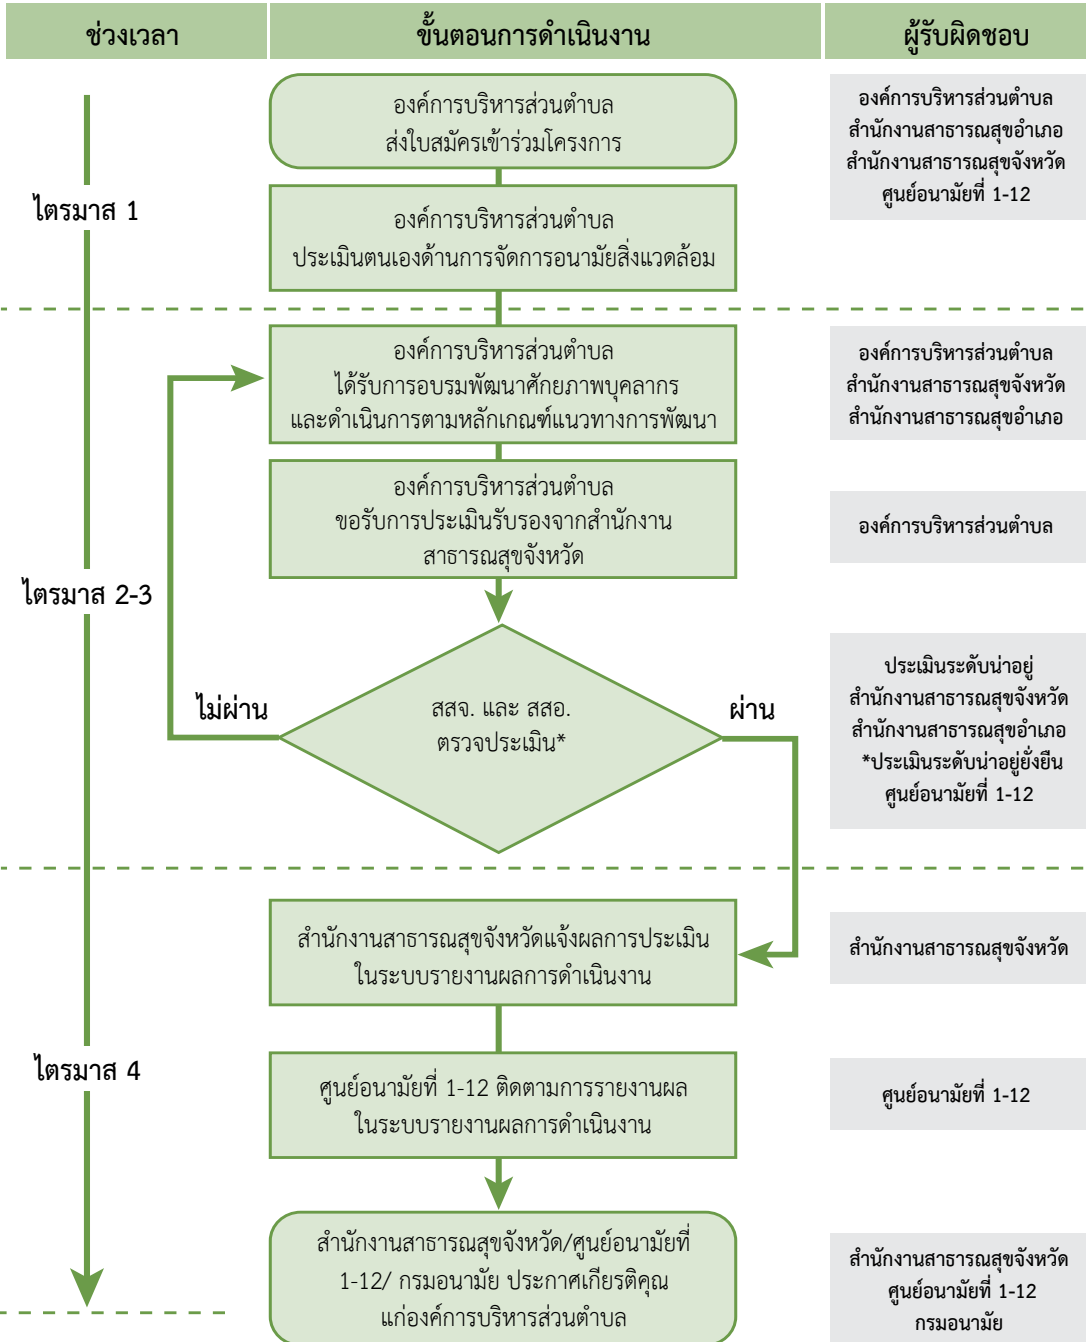 ช่วงเวลา
ขั้นตอนการดำเนินงาน
ผู้รับผิดชอบ
ไตรมาส 1
องค์การบริหารส่วนตำบล
ส่งใบสมัครเข้าร่วมโครงการ
องค์การบริหารส่วนตำบล
สำนักงานสาธารณสุขอำเภอ
สำนักงานสาธารณสุขจังหวัด
ศูนย์อนามัยที่ 1-12
องค์การบริหารส่วนตำบล
ประเมินตนเองด้านการจัดการอนามัยสิ่งแวดล้อม
ไตรมาส 2-3
องค์การบริหารส่วนตำบล
ได้รับการอบรมพัฒนาศักยภาพบุคลากร
และดำเนินการตามหลักเกณฑ์แนวทางการพัฒนา
องค์การบริหารส่วนตำบล
สำนักงานสาธารณสุขจังหวัด
สำนักงานสาธารณสุขอำเภอ
องค์การบริหารส่วนตำบล
ขอรับการประเมินรับรองจากสำนักงาน
สาธารณสุขจังหวัด
องค์การบริหารส่วนตำบล
ไม่ผ่าน
สสจ. และ สสอ.
ตรวจประเมิน*
ผ่าน
ประเมินระดับน่าอยู่
สำนักงานสาธารณสุขจังหวัด
สำนักงานสาธารณสุขอำเภอ
*ประเมินระดับน่าอยู่ยั่งยืน
ศูนย์อนามัยที่ 1-12
ไตรมาส 4
สำนักงานสาธารณสุขจังหวัดแจ้งผลการประเมิน
ในระบบรายงานผลการดำเนินงาน
สำนักงานสาธารณสุขจังหวัด
ศูนย์อนามัยที่ 1-12 ติดตามการรายงานผล
ในระบบรายงานผลการดำเนินงาน
ศูนย์อนามัยที่ 1-12
สำนักงานสาธารณสุขจังหวัด/ศูนย์อนามัยที่
1-12/ กรมอนามัย ประกาศเกียรติคุณ
แก่องค์การบริหารส่วนตำบล
สำนักงานสาธารณสุขจังหวัด
ศูนย์อนามัยที่ 1-12
กรมอนามัย